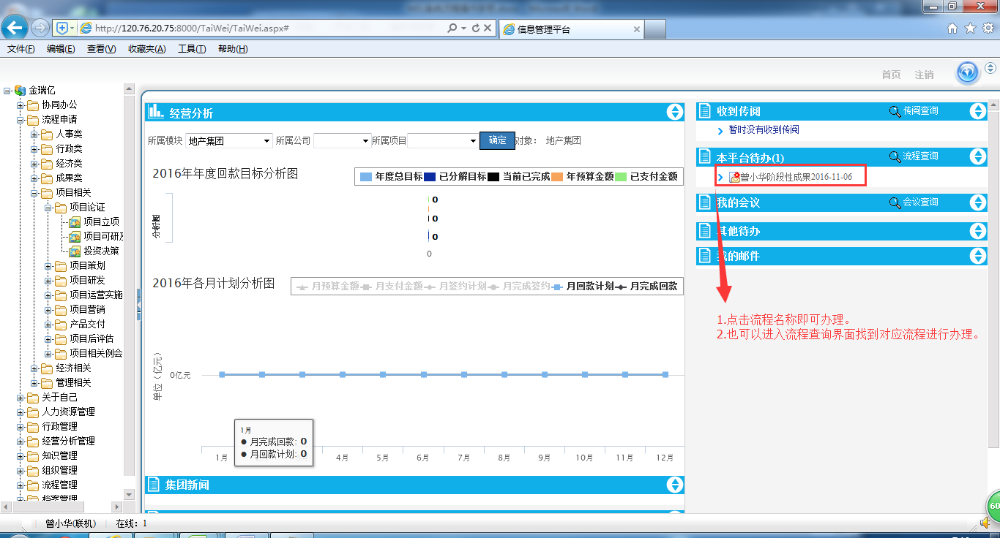 http://120.76.20.75:8000/TaiWei/TaiWei.aspx#
信息管理平台
文件(F) 编辑(E) 查看(V) 收藏夹(A) 工具(T) 帮助(H)
首页 注销
金瑞亿
协同办公
流程申请
人事类
行政类
经济类
成果类
项目相关
项目论证
项目立项
项目可研及
投资决策
项目策划
项目研发
项目运营实施
项目营销
产品交付
项目后评估
项目相关例会
经济相关
管理相关
关于自己
人力资源管理
行政管理
经营分析管理
知识管理
组织管理
流程管理
档案管理
经营分析
所属模块 地产集团 所属公司 所属项目 确定 对象: 地产集团
2016年年度回款目标分析图
年度总目标 已分解目标 当前已完成 年预算金额 已支付金额
分析图
0
0
0
0
2016年各月计划分析图
月预算金额 月支付金额 月签约计划 月完成签约 月回款计划 月完成回款
单位（亿元）
0亿元
1月
月完成回款: 0
月回款计划: 0
1月 4月 5月 6月 7月 8月 9月 10月 11月 12月
集团新闻
收到传阅 传阅查询
暂时没有收到传阅
本平台待办(1) 流程查询
曾小华阶段性成果2016-11-06
我的会议 会议查询
其他待办
我的邮件
1.点击流程名称即可办理。
2.也可以进入流程查询界面找到对应流程进行办理。
60
曾小华(联机) 在线: 1